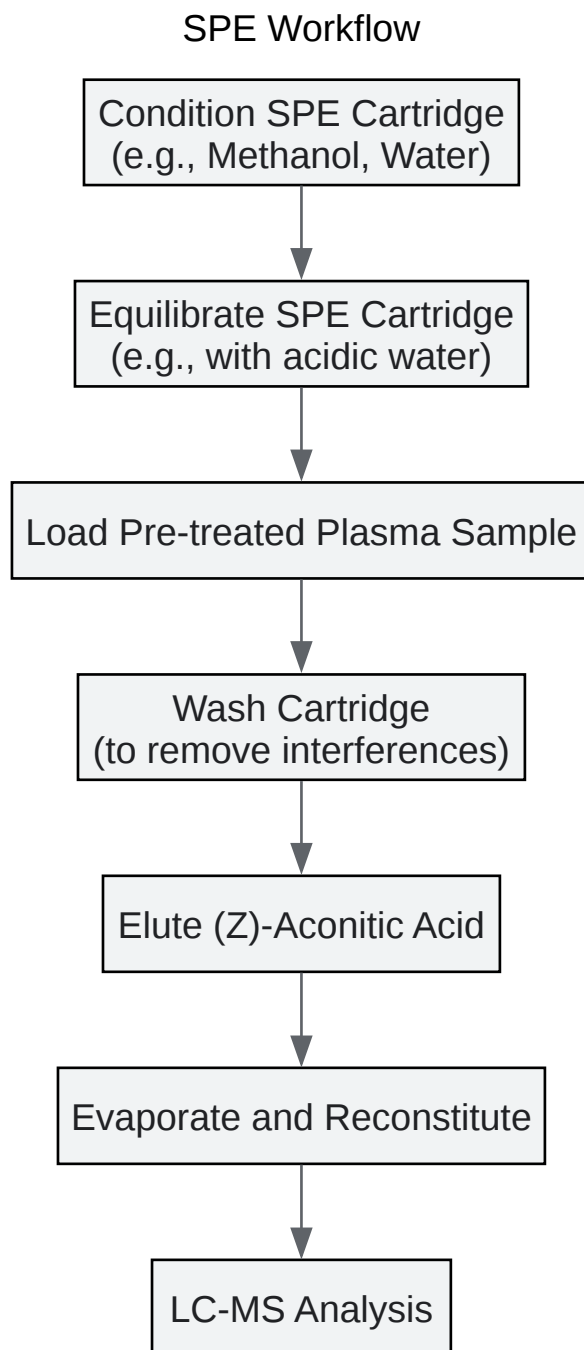 SPE Workflow
Condition SPE Cartridge
(e.g., Methanol, Water)
Equilibrate SPE Cartridge
(e.g., with acidic water)
Load Pre-treated Plasma Sample
Wash Cartridge
(to remove interferences)
Elute (Z)-Aconitic Acid
Evaporate and Reconstitute
LC-MS Analysis